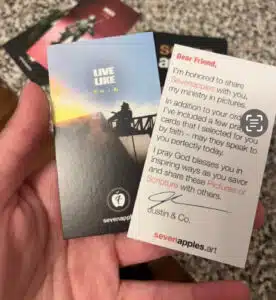 LIVE
LIKE
sevenapples
Dear Friend,
I'm honored to share
Sevenapples with you,
my ministry in pictures.
In addition to your
I've included a few
cards that I selected for you
by faith – may they speak to
you perfectly today.
I pray God blesses you in
inspiring ways as you savor
and share these Pictures of
Scripture with others.
Justin & Co.
sevenapples.art